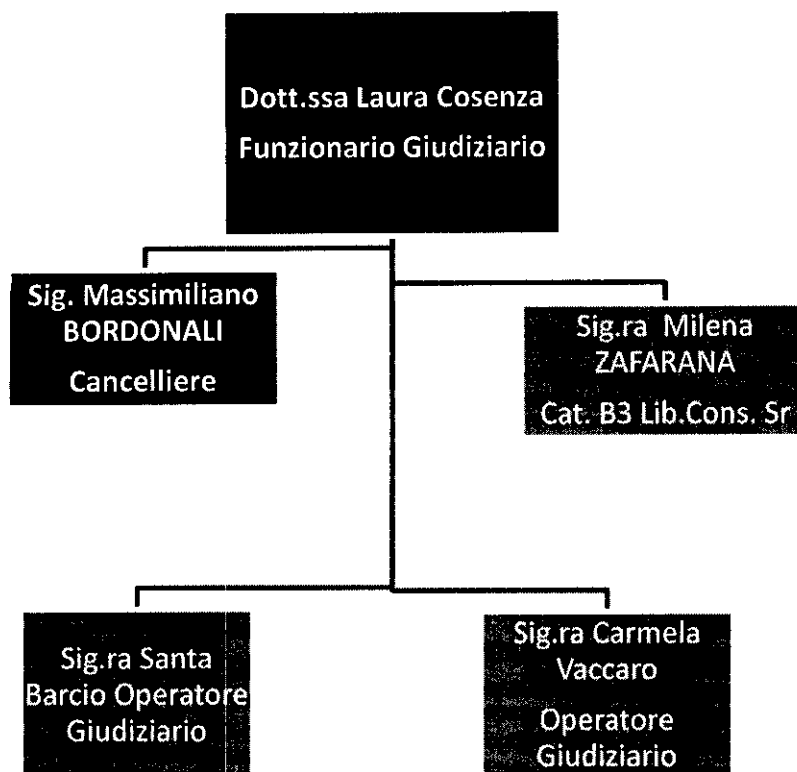 Dott.ssa Laura Cosenza
Funzionario Giudiziario
Sig. Massimiliano
BORDONALI
Cancelliere
Sig.ra Milena
ZAFARANA
Cat. B3 Lib.Cons. Sr
Sig.ra Santa
Barcio Operatore
Giudiziario
Sig.ra Carmela
Vaccaro
Operatore
Giudiziario